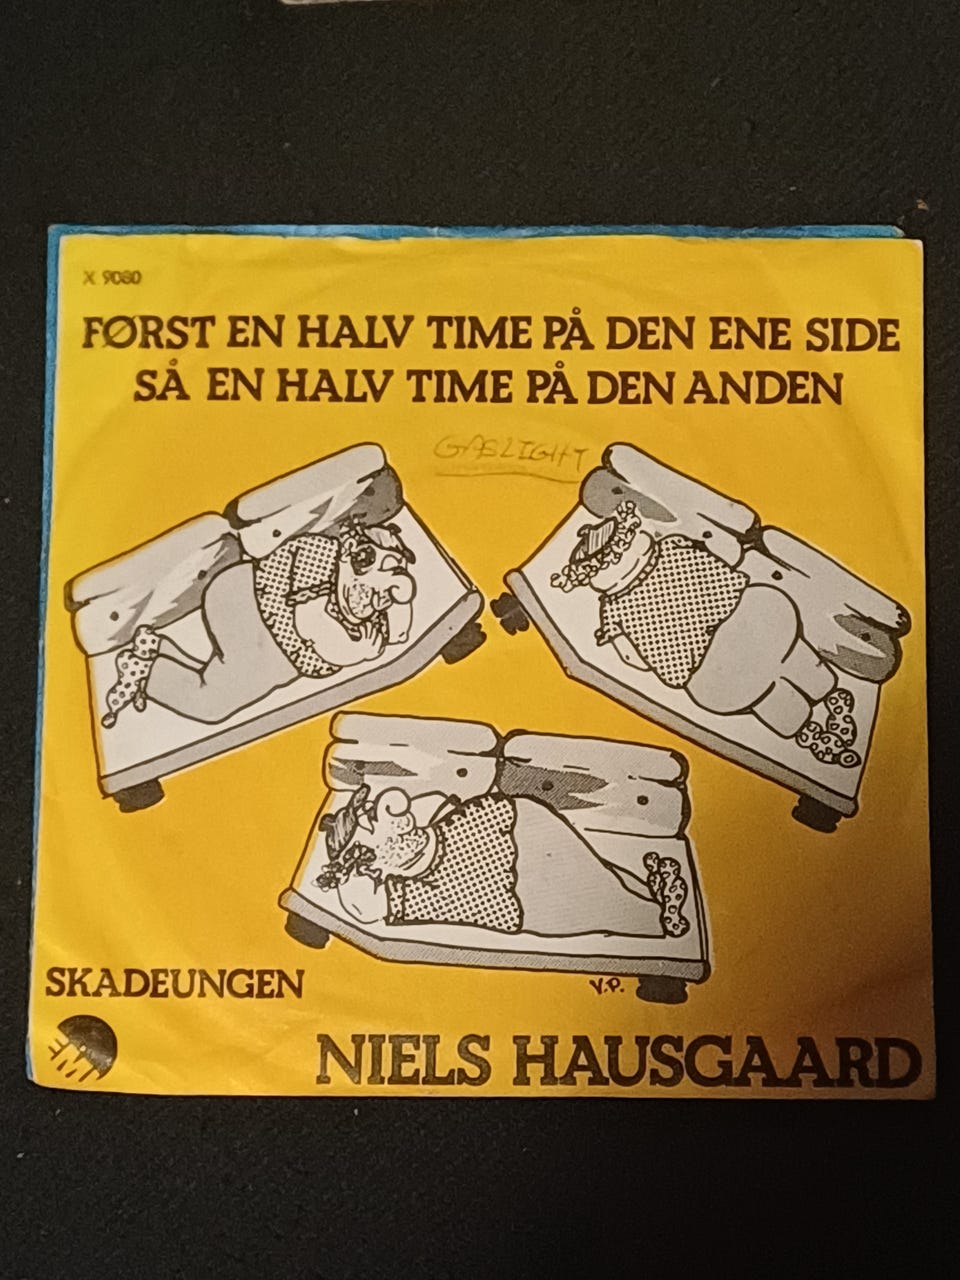 X 9080
FØRST EN HALV TIME PÅ DEN ENE SIDE
SÅ EN HALV TIME PÅ DEN ANDEN
GASLIGHT
V.P.
SKADEUNGEN
EMI
NIELS HAUSGAARD